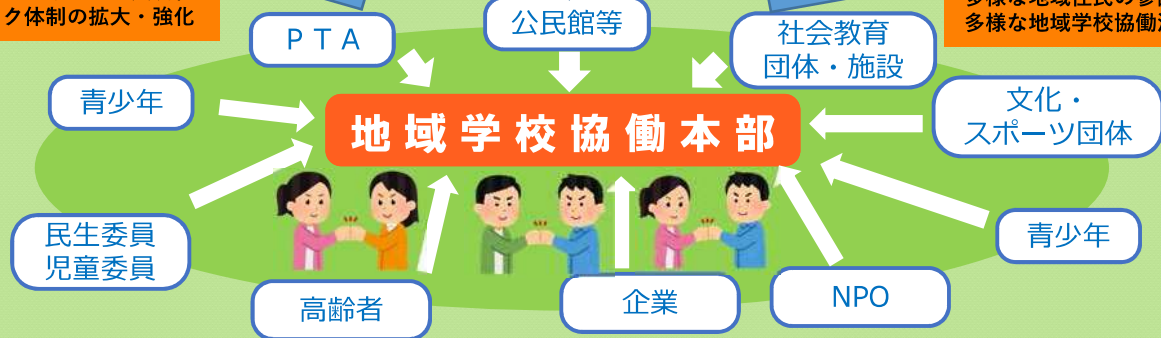 ク体制の拡大・強化
多様な地域学校協働
PTA
公民館等
社会教育
団体・施設
青少年
文化・
スポーツ団体
地域学校協働本部
民生委員
児童委員
青少年
高齢者
企業
NPO